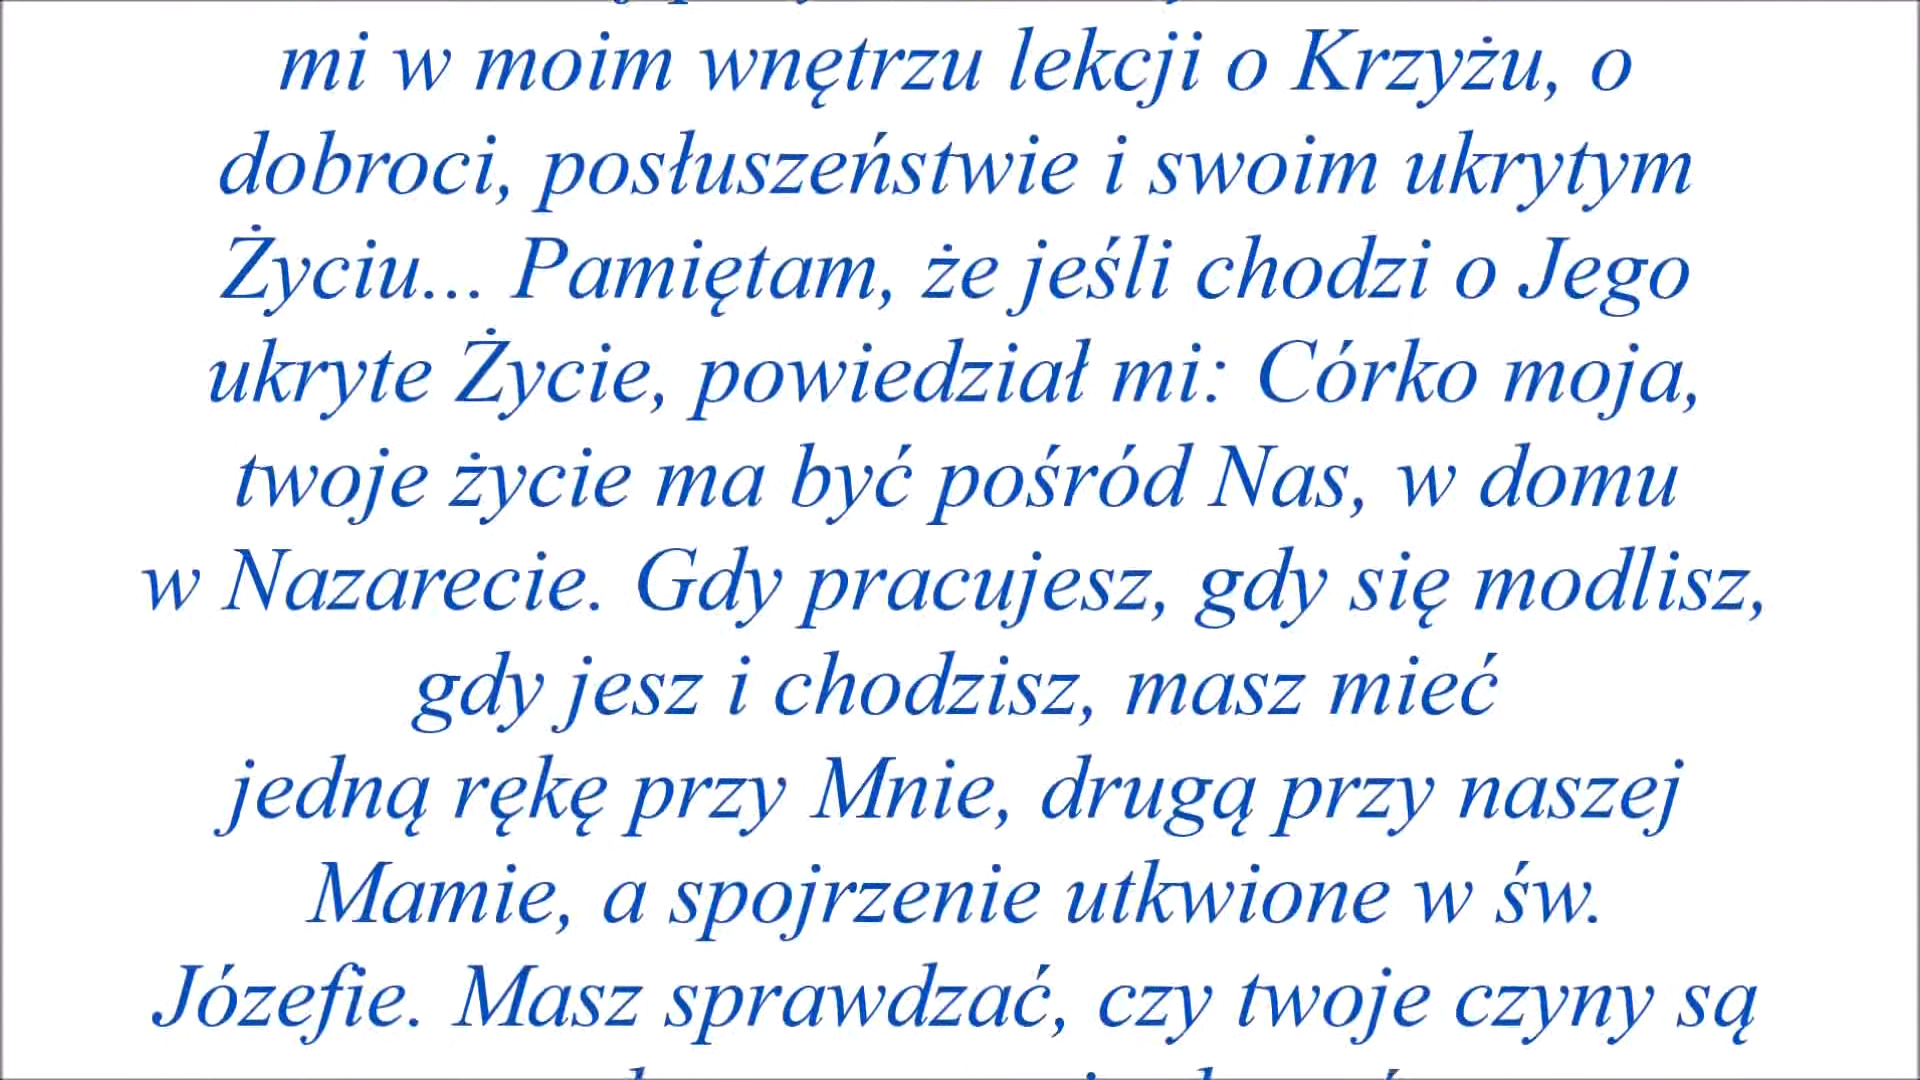 mi w moim wnętrzu lekcji o Krzyżu, o
dobroci, posłuszeństwie i swoim ukrytym
Życiu... Pamiętam, że jeśli chodzi o Jego
ukryte Życie, powiedział mi: Córko moja,
twoje życie ma być pośród Nas, w domu
w Nazarecie. Gdy pracujesz, gdy się modlisz,
gdy jesz i chodzisz, masz mieć
jedną rękę przy Mnie, drugą przy naszej
Mamie, a spojrzenie utkwione w św.
Józefie. Masz sprawdzać, czy twoje czyny są